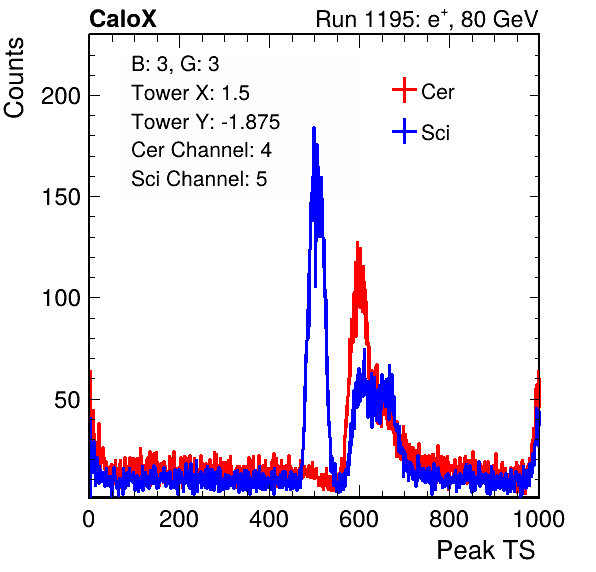 CaloX Run 1195: e⁺, 80 GeV
Counts
B: 3, G: 3
Tower X: 1.5
Tower Y: -1.875
Cer Channel: 4
Sci Channel: 5
Cer
Sci
200
150
100
50
0 200 400 600 800 1000
Peak TS